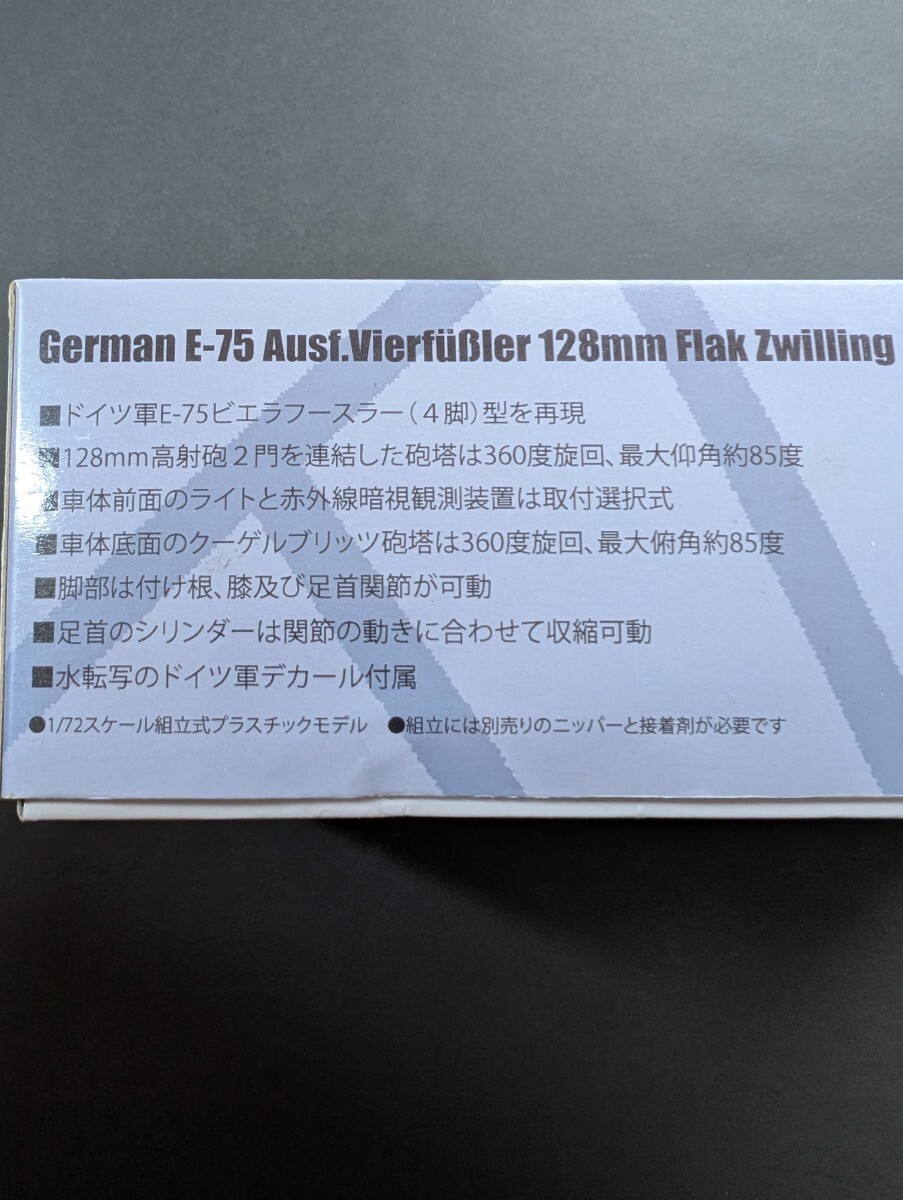 German E-75 Ausf.Vierfüßler 128mm Flak Zwilling
■ドイツ軍E-75ビエラフースラー(4脚)型を再現
■128mm高射砲2門を連結した砲塔は360度旋回、最大仰角約85度
■車体前面のライトと赤外線暗視観測装置は取付選択式
■車体底面のクーゲルブリッツ砲塔は360度旋回、最大俯角約85度
■脚部は付け根、膝及び足首関節が可動
■足首のシリンダーは関節の動きに合わせて収縮可動
■水転写のドイツ軍デカール付属
●1/72スケール組立式プラスチックモデル ●組立には別売りのニッパーと接着剤が必要です